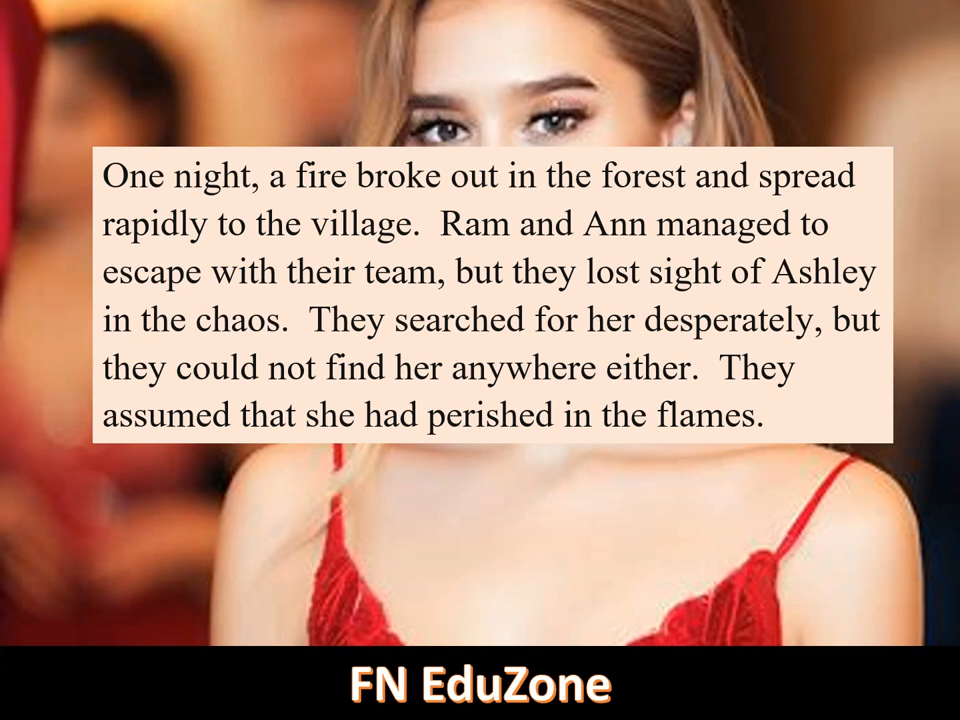 One night, a fire broke out in the forest and spread
rapidly to the village.  Ram and Ann managed to
escape with their team, but they lost sight of Ashley
in the chaos.  They searched for her desperately, but
they could not find her anywhere either.  They
assumed that she had perished in the flames.
FN EduZone